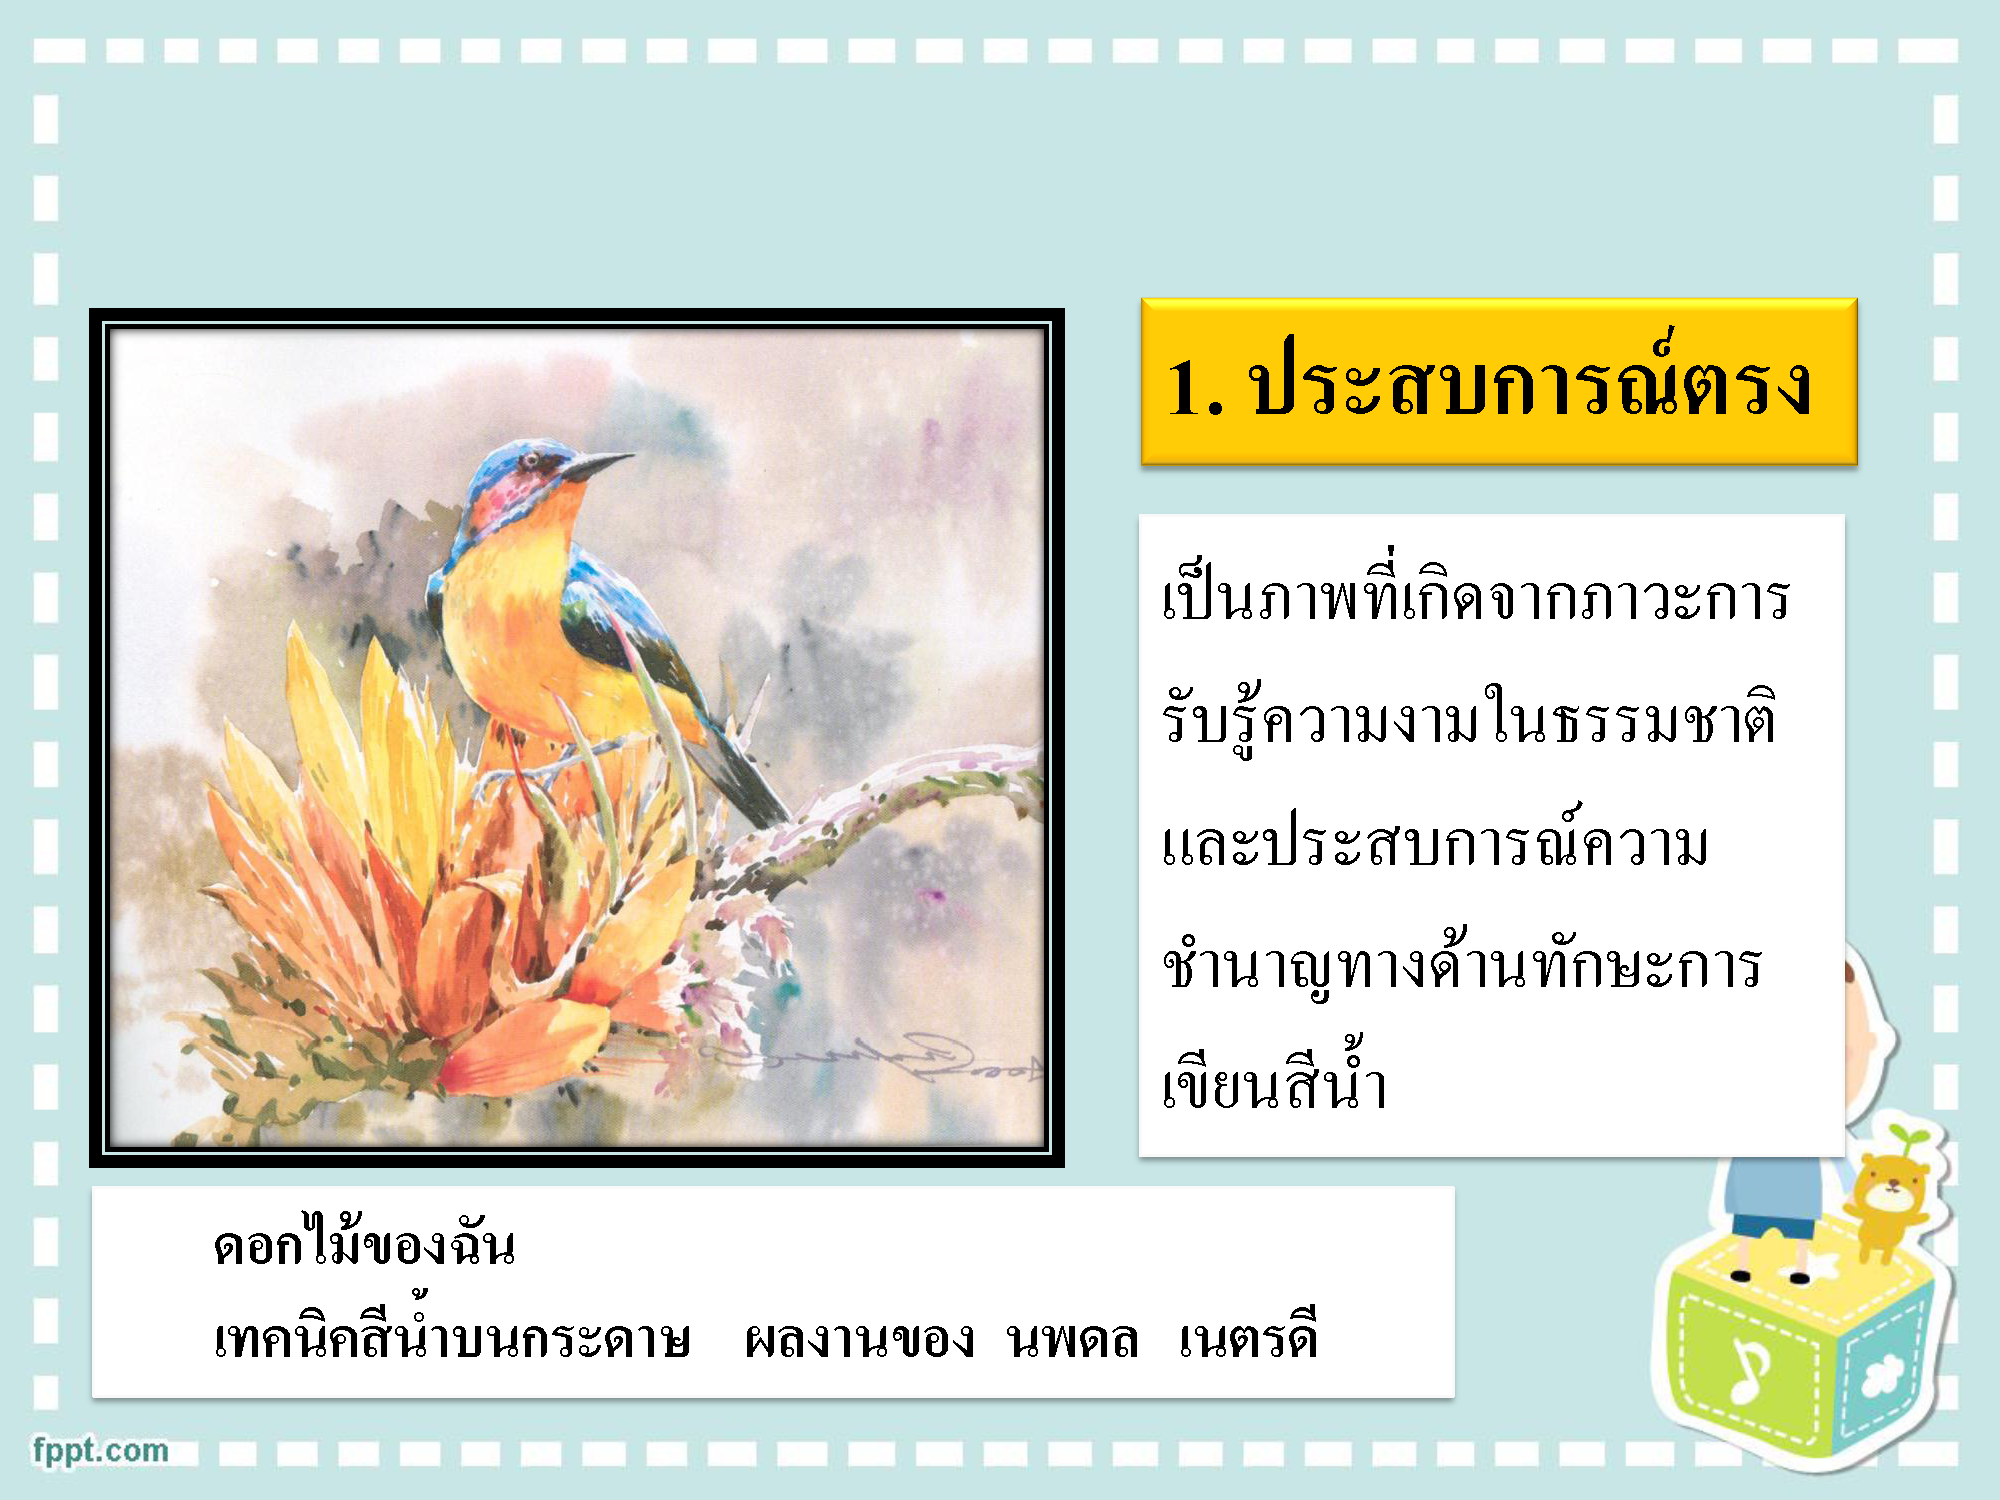 1. ประสบการณ์ตรง
เป็นภาพที่เกิดจากภาวะการ
รับรู้ความงามในธรรมชาติ
และประสบการณ์ความ
ชำนาญทางด้านทักษะการ
เขียนสีน้ำ
ดอกไม้ของฉัน
เทคนิคสีน้ำบนกระดาษ ผลงานของ นพดล เนตรดี
fppt.com